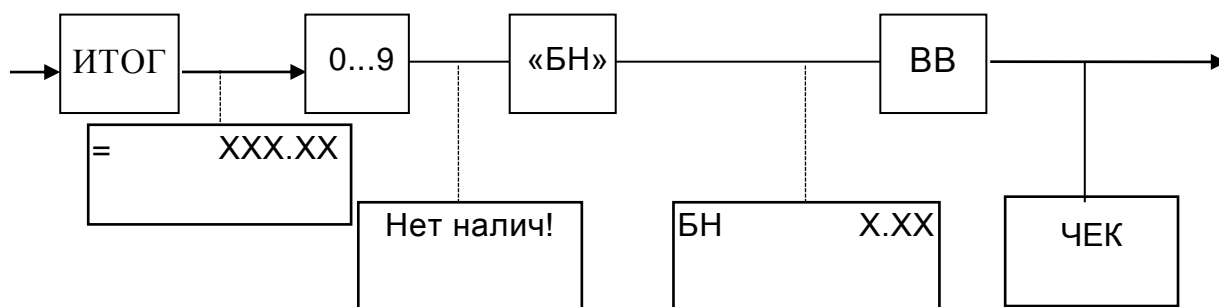 ИТОГ
0...9
«БН»
ВВ
= XXX.XX
Нет налич!
БН X.XX
ЧЕК